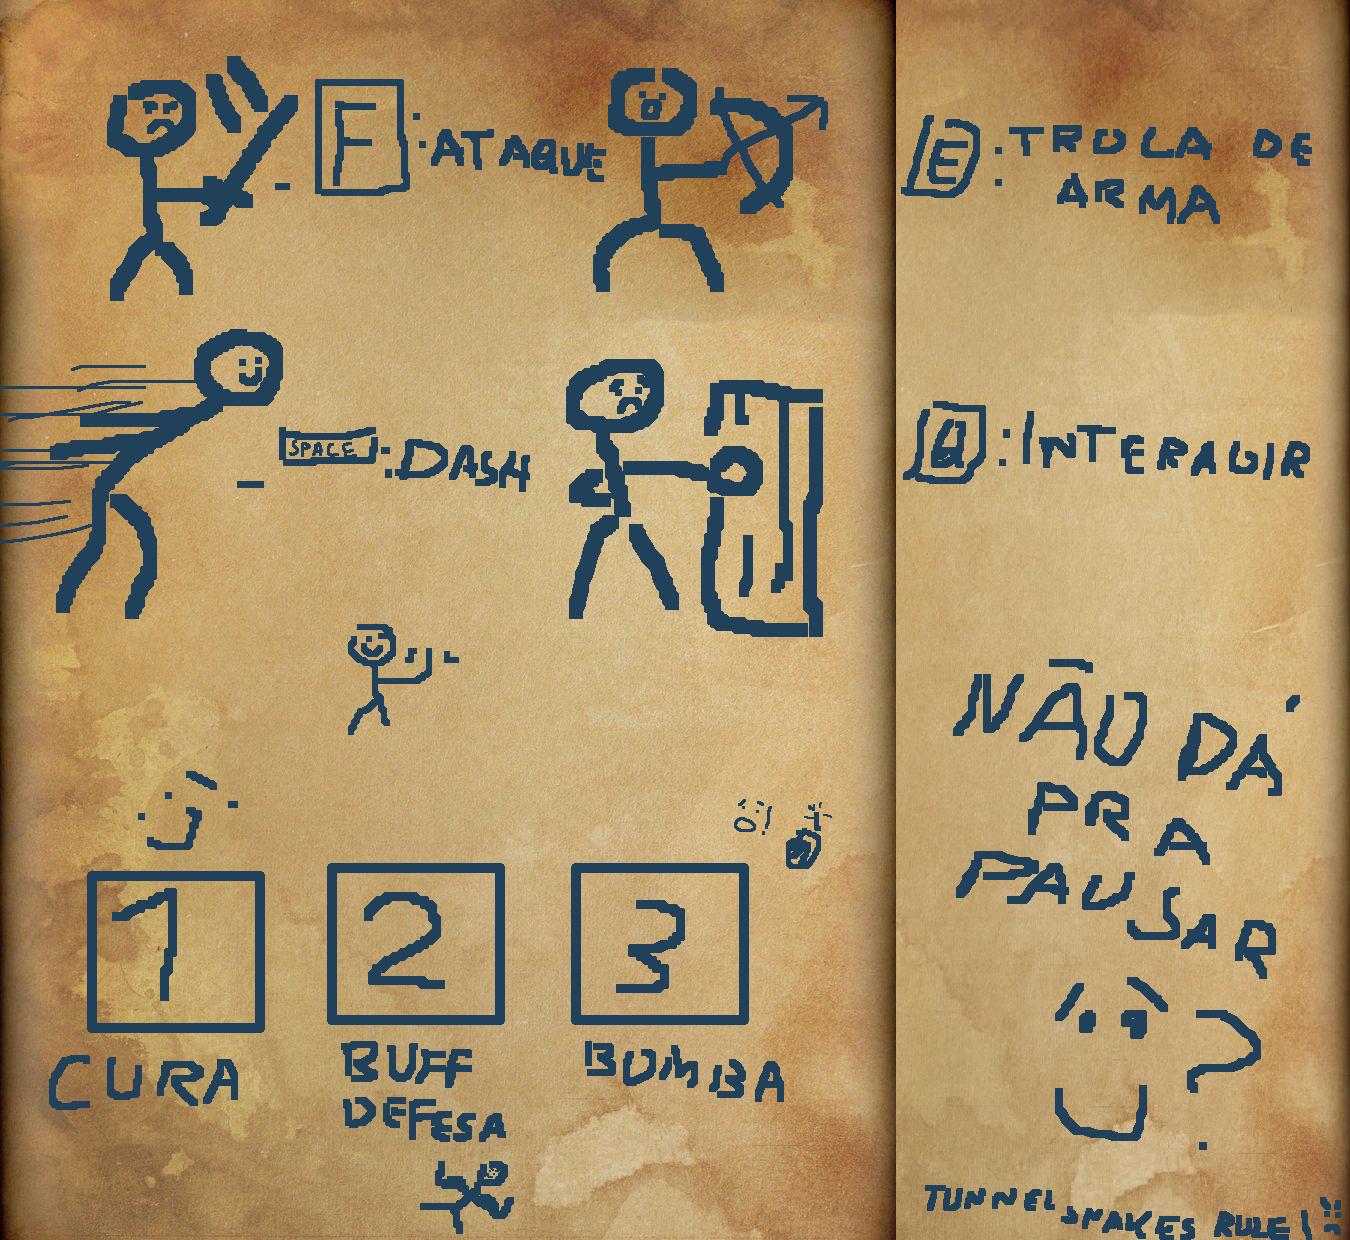 F : ATAQUE
E : TROCA DE
ARMA
SPACE : DASH
Q : INTERAGIR
NÃO DÁ
PRA
PAUSAR
?
1
2
3
CURA
BUFF
DEFESA
BOMBA
TUNNEL SNAKES RULE!